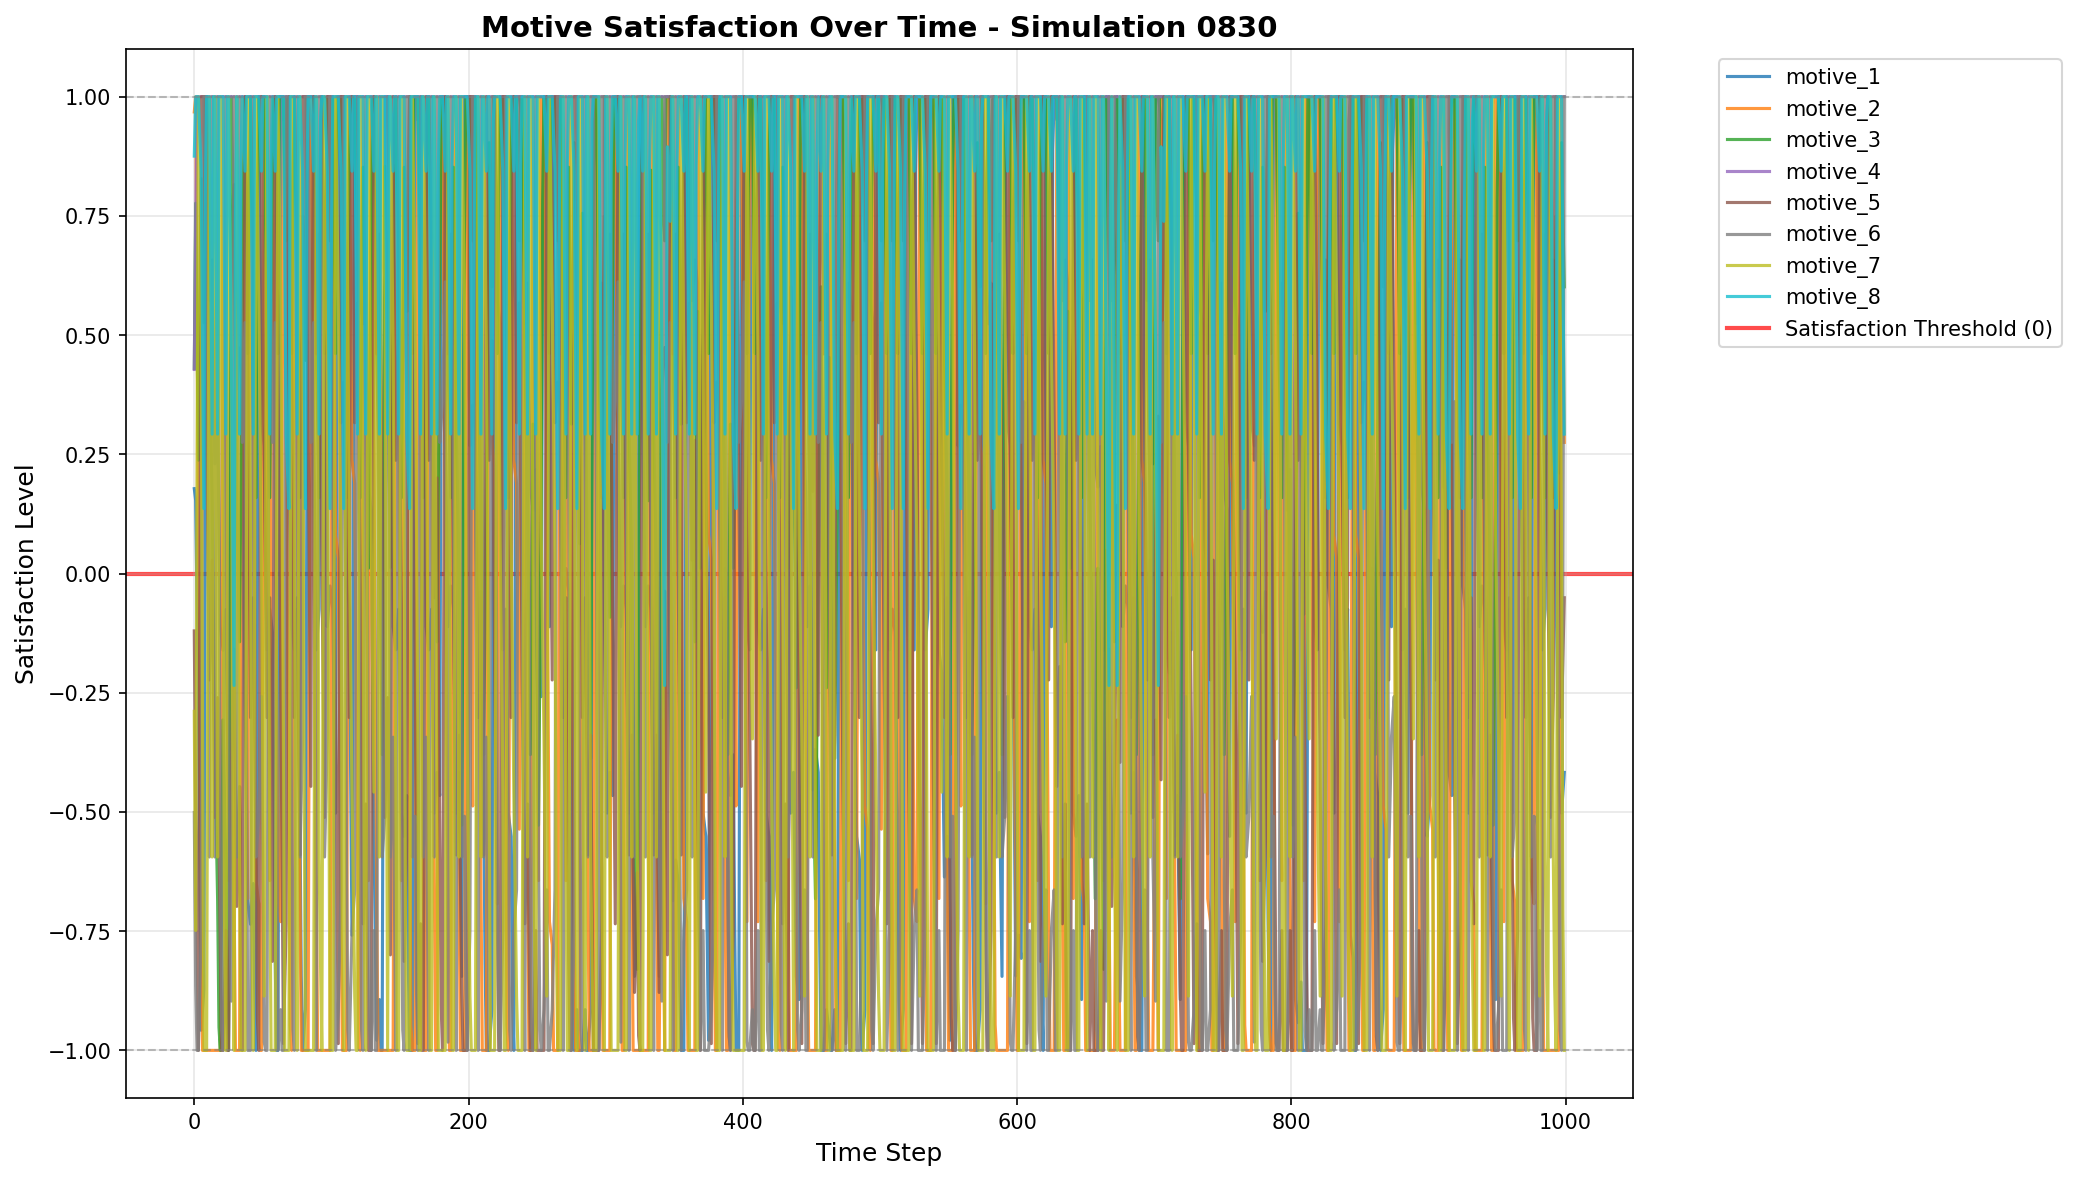 Motive Satisfaction Over Time - Simulation 0830
1.00
0.75
0.50
0.25
0.00
−0.25
−0.50
−0.75
−1.00
Satisfaction Level
0
200
400
600
800
1000
Time Step
motive_1
motive_2
motive_3
motive_4
motive_5
motive_6
motive_7
motive_8
Satisfaction Threshold (0)